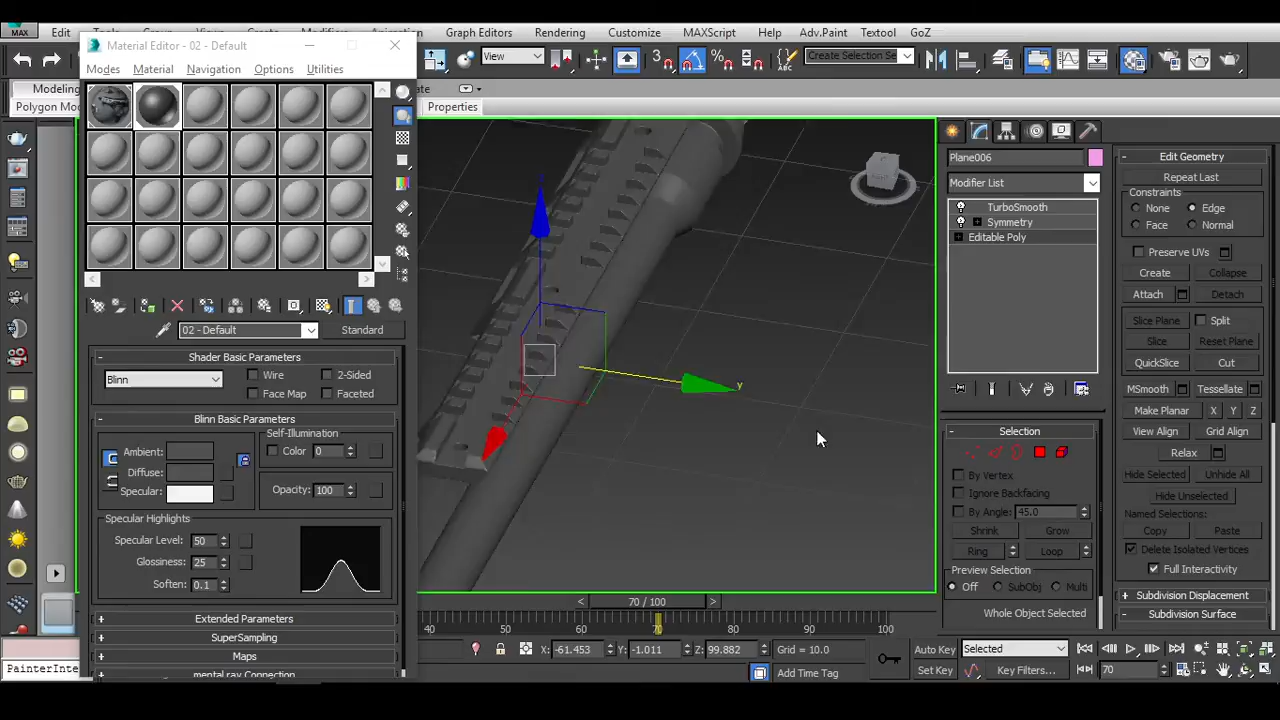 MAX
Edit
Graph Editors
Rendering
Customize
MAXScript
Help
Adv.Paint
Textool
GoZ
View
3
%
Create Selection Se
Modeling
Polygon Mod
Properties
Material Editor - 02 - Default
Modes
Material
Navigation
Options
Utilities
02 - Default
Standard
Shader Basic Parameters
Blinn
Wire
2-Sided
Face Map
Faceted
Blinn Basic Parameters
Self-Illumination
Ambient:
Color
0
Diffuse:
Specular:
Opacity:
100
Specular Highlights
Specular Level:
50
Glossiness:
25
Soften:
0.1
Extended Parameters
SuperSampling
Maps
mental ray Connection
PainterInte
y
Plane006
Modifier List
TurboSmooth
Symmetry
Editable Poly
Selection
By Vertex
Ignore Backfacing
By Angle:
45.0
Shrink
Grow
Ring
Loop
Preview Selection
Off
SubObj
Multi
Whole Object Selected
Edit Geometry
Repeat Last
Constraints
None
Edge
Face
Normal
Preserve UVs
Create
Collapse
Attach
Detach
Slice Plane
Split
Slice
Reset Plane
QuickSlice
Cut
MSmooth
Tessellate
Make Planar
X
Y
Z
View Align
Grid Align
Relax
Hide Selected
Unhide All
Hide Unselected
Named Selections:
Copy
Paste
Delete Isolated Vertices
Full Interactivity
Subdivision Displacement
Subdivision Surface
70 / 100
40
50
60
70
80
90
100
X:
-61.453
Y:
-1.011
Z:
99.882
Grid = 10.0
Add Time Tag
Auto Key
Selected
Set Key
Key Filters...
70